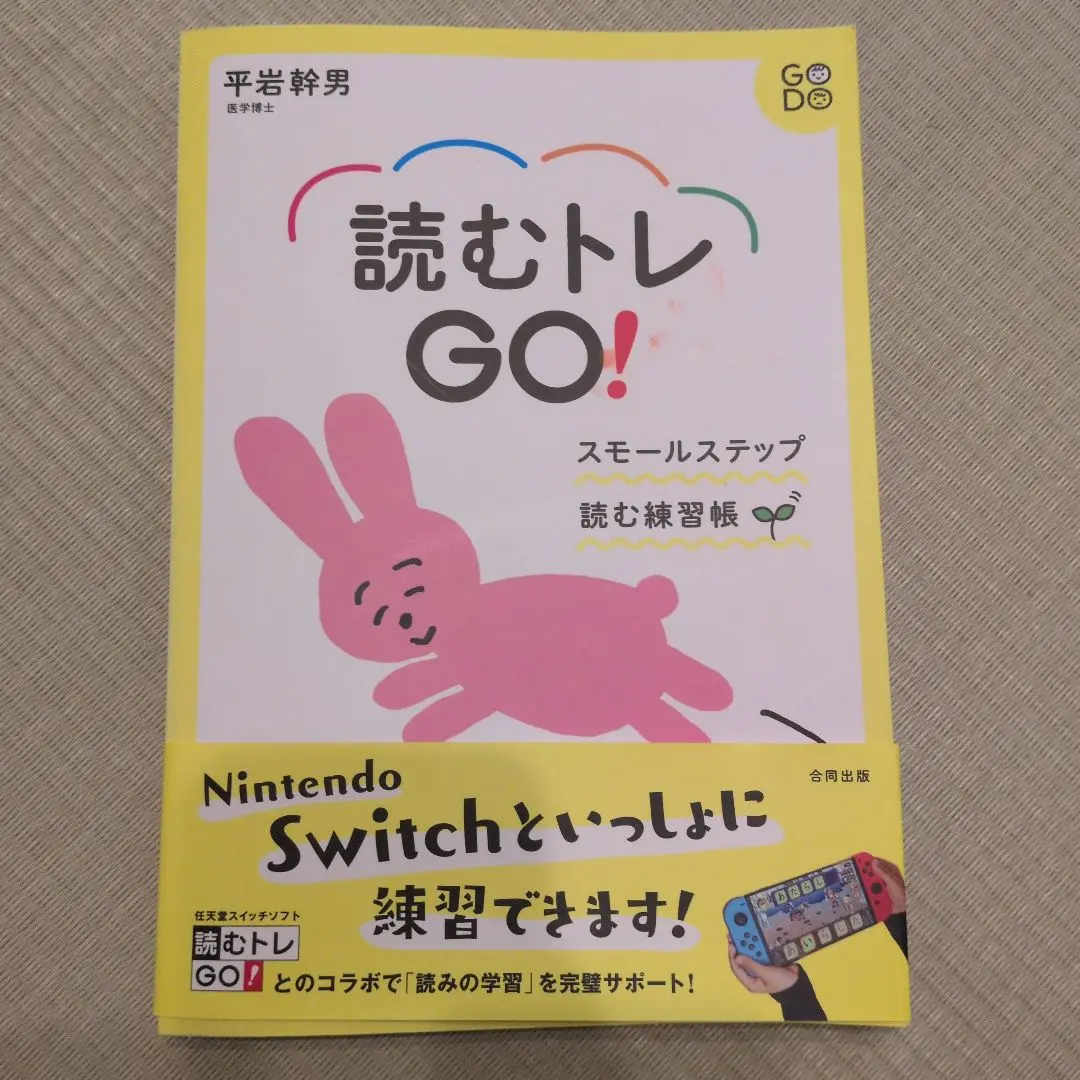 平岩幹男
医学博士
GO
DO
読むトレ
GO!
スモールステップ
読む練習帳
合同出版
Nintendo
Switchといっしょに
練習できます!
任天堂スイッチソフト
読むトレ
GO!
とのコラボで「読みの学習」を完璧サポート!